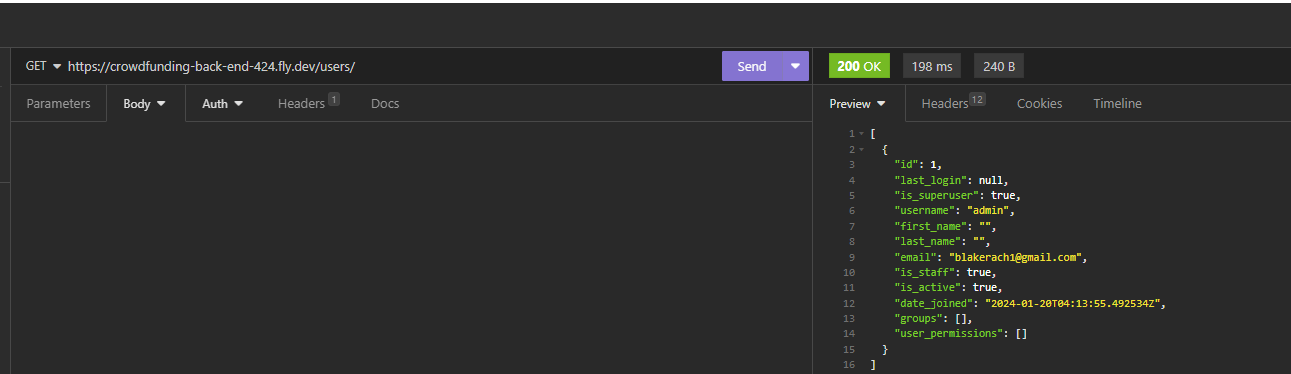 GET https://crowdfunding-back-end-424.fly.dev/users/ Send 200 OK 198 ms 240 B
Parameters Body Auth Headers 1 Docs Preview Headers 12 Cookies Timeline
1 [
2 {
3 "id": 1,
4 "last_login": null,
5 "is_superuser": true,
6 "username": "admin",
7 "first_name": "",
8 "last_name": "",
9 "email": "blakerach1@gmail.com",
10 "is_staff": true,
11 "is_active": true,
12 "date_joined": "2024-01-20T04:13:55.492534Z",
13 "groups": [],
14 "user_permissions": []
15 }
16 ]